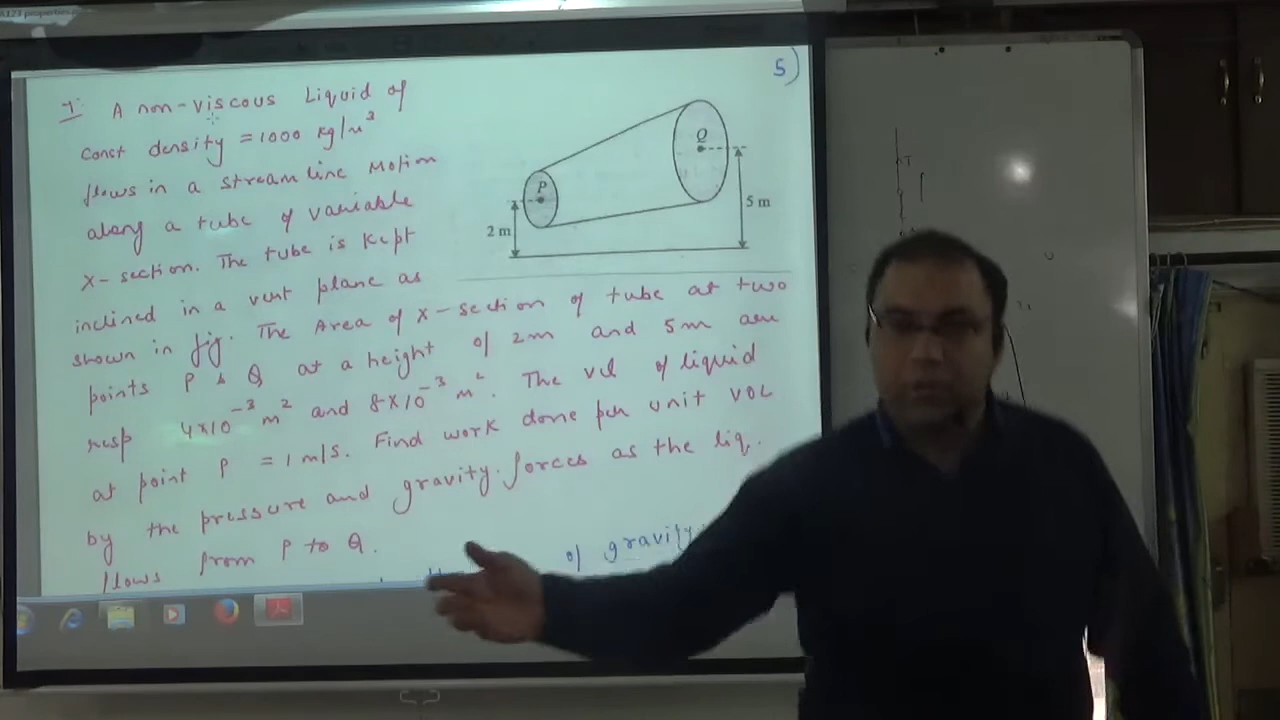 A123 properties
5)
7. A non-viscous Liquid of
const density = 1000 kg/m³
flows in a streamline motion
along a tube of variable
X-section. The tube is kept
inclined in a vert plane as
shown in fig. The Area of X-section of tube at two
points P & Q at a height of 2m and 5m are
resp 4×10⁻³ m² and 8×10⁻³ m². The vel of liquid
at point P = 1 m/s. Find work done per unit vol
by the pressure and gravity forces as the liq.
flows from P to Q.
of gravity
P
Q
2 m
5 m
T